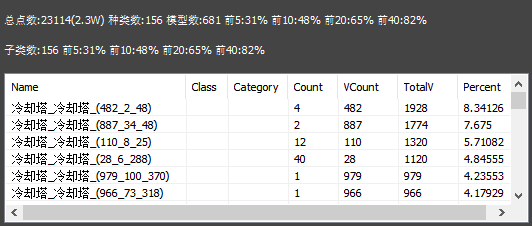 总点数:23114(2.3W) 种类数:156 模型数:681 前5:31% 前10:48% 前20:65% 前40:82%
子类数:156 前5:31% 前10:48% 前20:65% 前40:82%
Name Class Category Count VCount TotalV Percent
冷却塔_冷却塔_(482_2_48) 4 482 1928 8.34126
冷却塔_冷却塔_(887_34_48) 2 887 1774 7.675
冷却塔_冷却塔_(110_8_25) 12 110 1320 5.71082
冷却塔_冷却塔_(28_6_288) 40 28 1120 4.84555
冷却塔_冷却塔_(979_100_370) 1 979 979 4.23553
冷却塔_冷却塔_(966_73_318) 1 966 966 4.17929